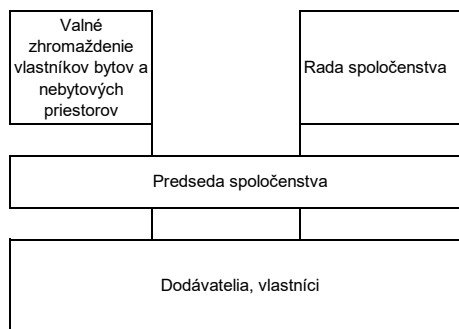 Valné
zhromaždenie
vlastníkov bytov a
nebytových
priestorov
Rada spoločenstva
Predseda spoločenstva
Dodávatelia, vlastníci